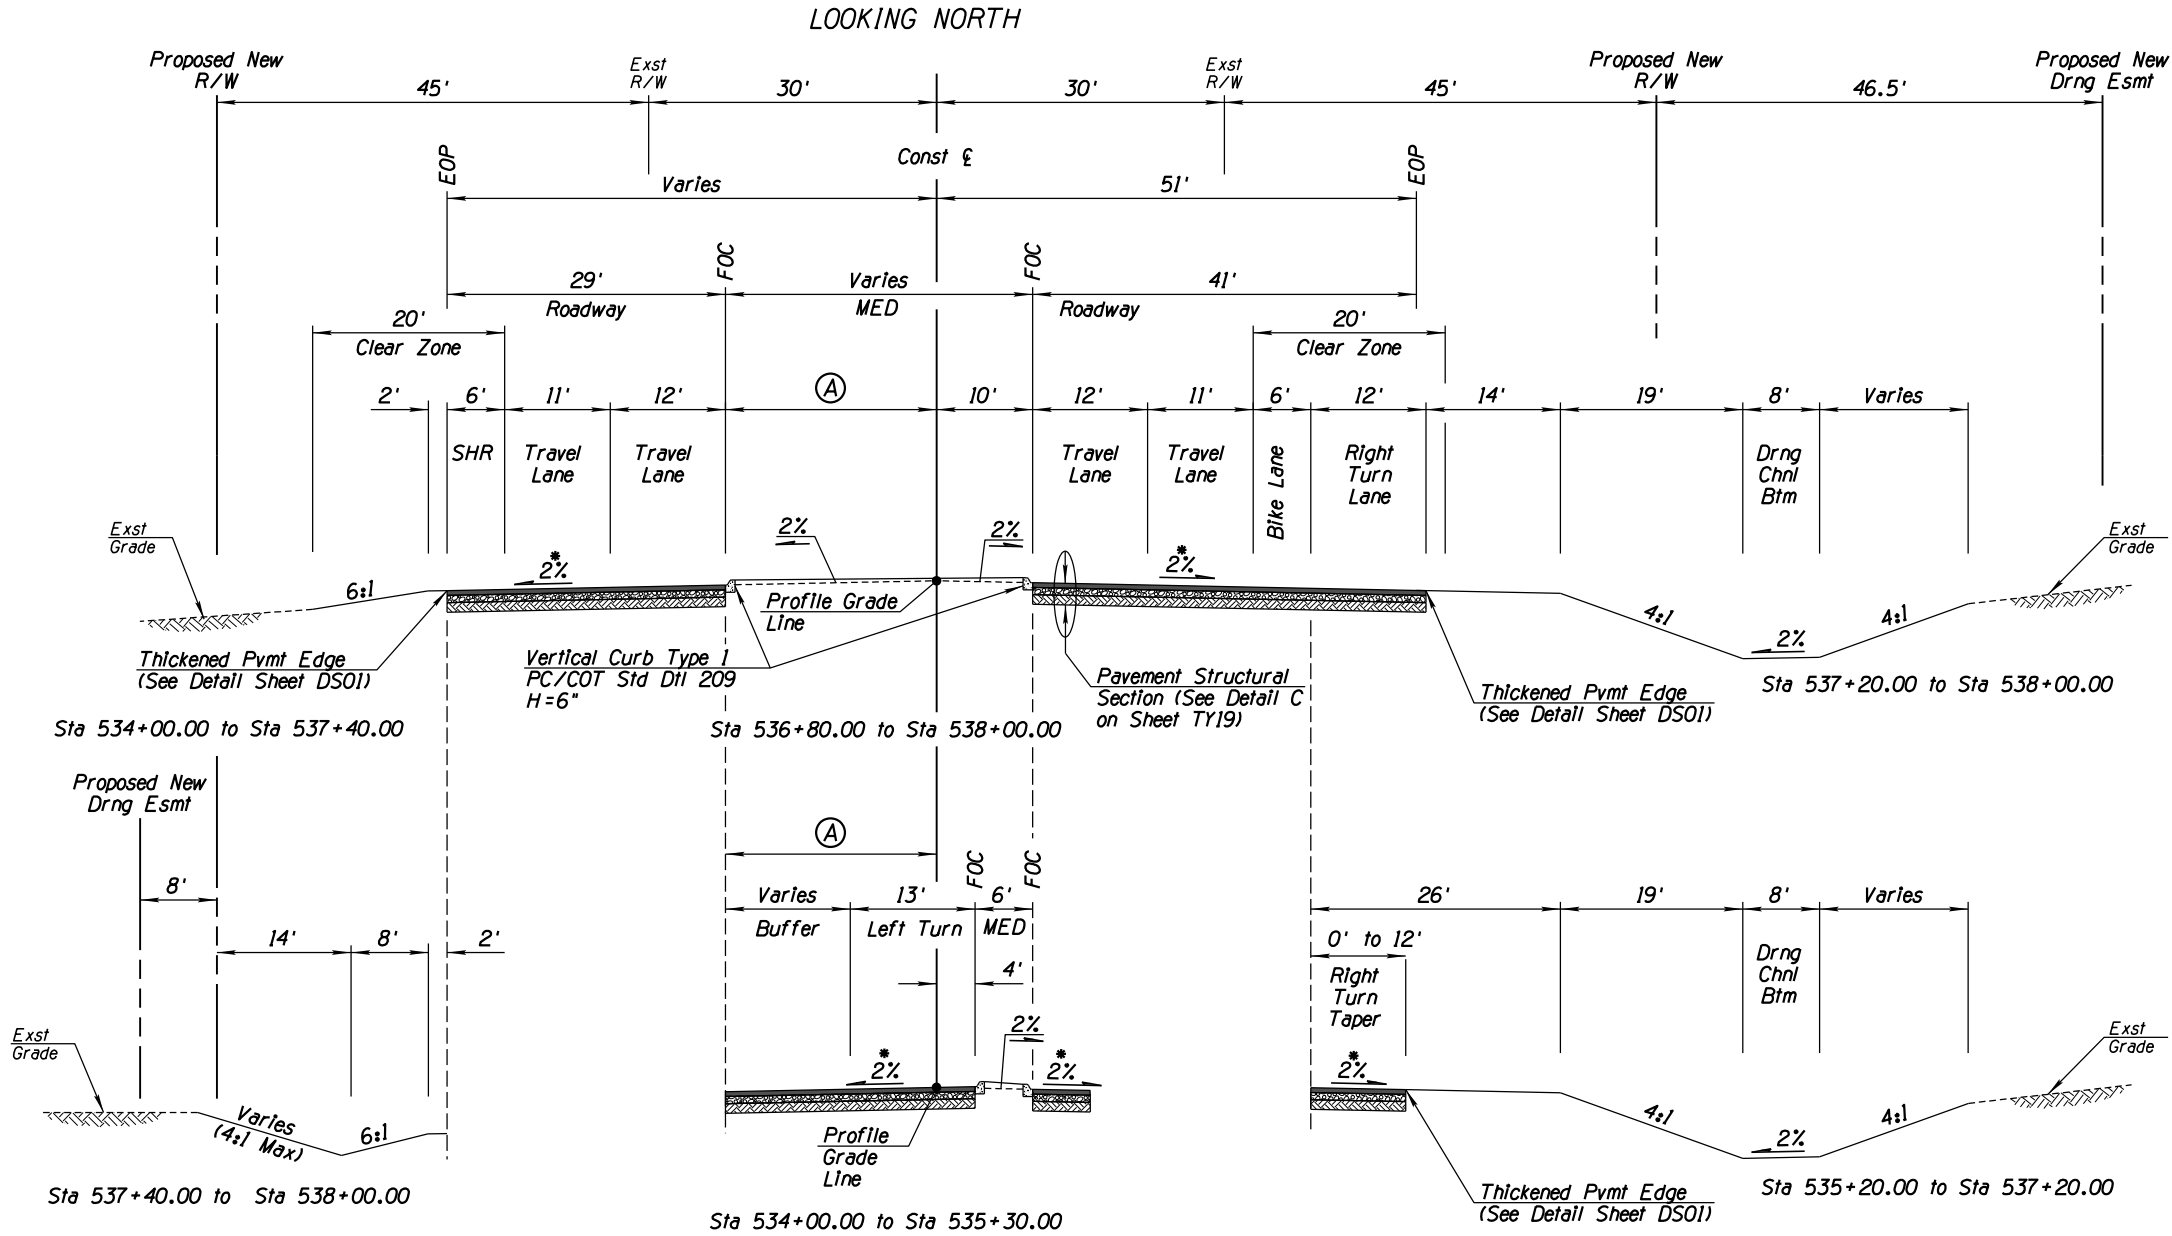 LOOKING NORTH
Proposed New
R/W
Exst
R/W
Exst
R/W
Proposed New
R/W
Proposed New
Drng Esmt
45'
30'
30'
45'
46.5'
Const ℄
EOP
Varies
51'
EOP
FOC
FOC
29'
Roadway
Varies
MED
41'
Roadway
20'
Clear Zone
20'
Clear Zone
2'
6'
11'
12'
A
10'
12'
11'
6'
12'
14'
19'
8'
Varies
SHR
Travel
Lane
Travel
Lane
Travel
Lane
Travel
Lane
Bike Lane
Right
Turn
Lane
Drng
Chnl
Btm
Exst
Grade
6:1
*
2%
2%
2%
*
2%
4:1
2%
4:1
Exst
Grade
Profile Grade
Line
Thickened Pvmt Edge
(See Detail Sheet DS01)
Vertical Curb Type 1
PC/COT Std Dtl 209
H=6"
Pavement Structural
Section (See Detail C
on Sheet TY19)
Thickened Pvmt Edge
(See Detail Sheet DS01)
Sta 537+20.00 to Sta 538+00.00
Sta 534+00.00 to Sta 537+40.00
Sta 536+80.00 to Sta 538+00.00
Proposed New
Drng Esmt
A
FOC
FOC
8'
Varies
13'
6'
26'
19'
8'
Varies
Buffer
Left Turn
MED
14'
8'
2'
0' to 12'
4'
Right
Turn
Taper
Drng
Chnl
Btm
Exst
Grade
2%
*
2%
*
2%
*
2%
Exst
Grade
Varies
(4:1 Max)
6:1
4:1
2%
4:1
Profile
Grade
Line
Thickened Pvmt Edge
(See Detail Sheet DS01)
Sta 535+20.00 to Sta 537+20.00
Sta 537+40.00 to Sta 538+00.00
Sta 534+00.00 to Sta 535+30.00